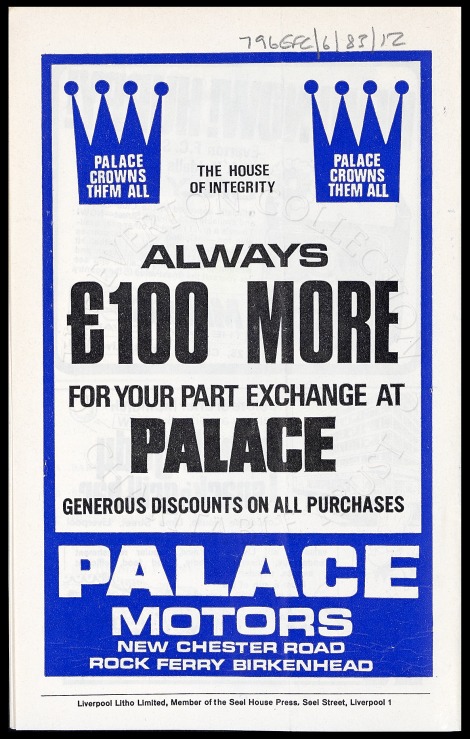 796EFC/6/83/12
PALACE
CROWNS
THEM ALL
THE HOUSE
OF INTEGRITY
PALACE
CROWNS
THEM ALL
ALWAYS
£100 MORE
FOR YOUR PART EXCHANGE AT
PALACE
GENEROUS DISCOUNTS ON ALL PURCHASES
PALACE
MOTORS
NEW CHESTER ROAD
ROCK FERRY BIRKENHEAD
Liverpool Litho Limited, Member of the Seel House Press, Seel Street, Liverpool 1
EVERTON COLLECTION